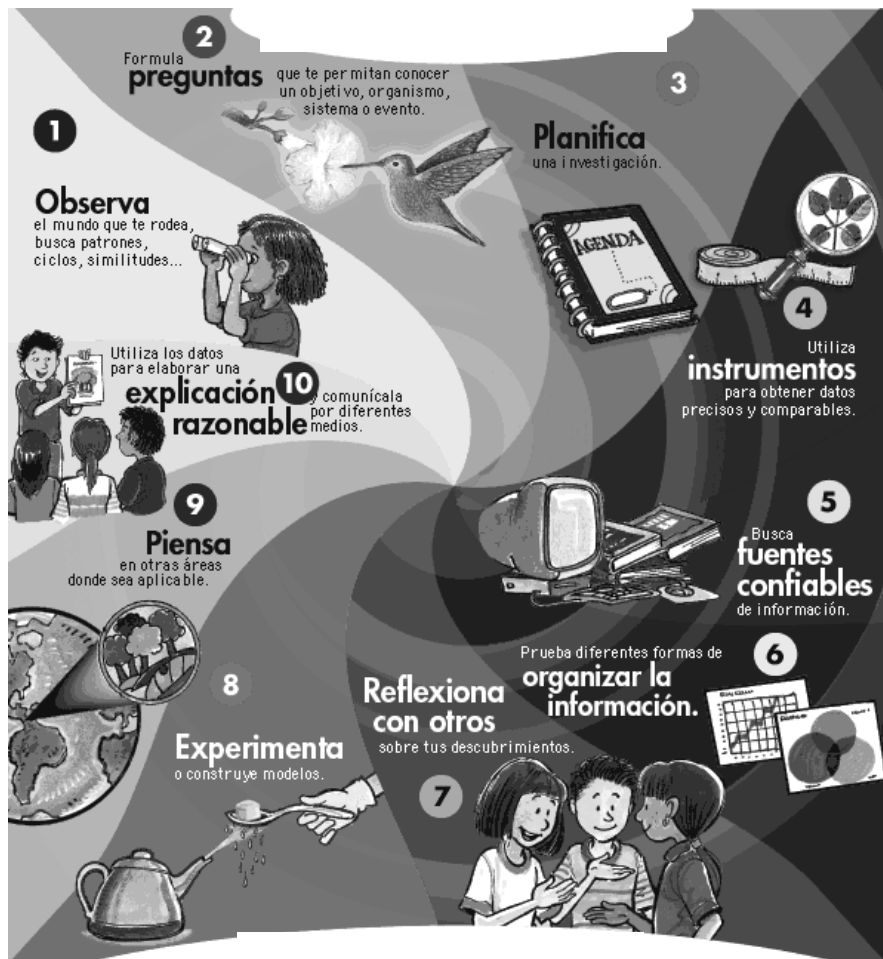 1
Observa
el mundo que te rodea,
busca patrones,
ciclos, similitudes...
2
Formula
preguntas que te permitan conocer
un objetivo, organismo,
sistema o evento.
3
Planifica
una investigación.
AGENDA
4
Utiliza
instrumentos
para obtener datos
precisos y comparables.
5
Busca
fuentes
confiables
de información.
6
Prueba diferentes formas de
organizar la
información.
7
Reflexiona
con otros
sobre tus descubrimientos.
8
Experimenta
o construye modelos.
9
Piensa
en otras áreas
donde sea aplicable.
10
Utiliza los datos
para elaborar una
explicación y comunícala
razonable por diferentes
medios.